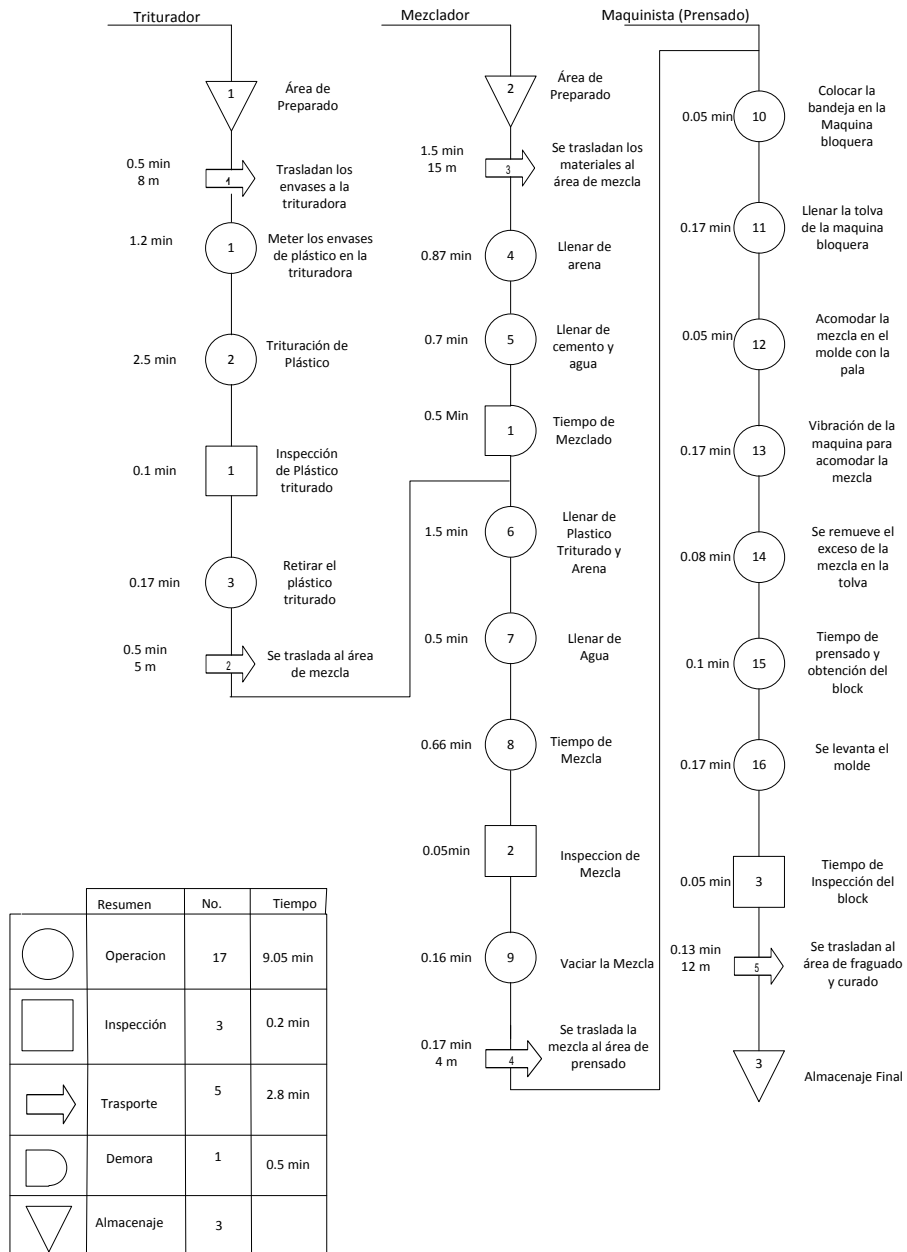 Triturador
1
Área de
Preparado
0.5 min
8 m
1
Trasladan los
envases a la
trituradora
1.2 min
1
Meter los envases
de plástico en la
trituradora
2.5 min
2
Trituración de
Plástico
0.1 min
1
Inspección
de Plástico
triturado
0.17 min
3
Retirar el
plástico
triturado
0.5 min
5 m
2
Se traslada al área
de mezcla
Mezclador
2
Área de
Preparado
1.5 min
15 m
3
Se trasladan los
materiales al
área de mezcla
0.87 min
4
Llenar de
arena
0.7 min
5
Llenar de
cemento y
agua
0.5 Min
1
Tiempo de
Mezclado
1.5 min
6
Llenar de
Plastico
Triturado y
Arena
0.5 min
7
Llenar de
Agua
0.66 min
8
Tiempo de
Mezcla
0.05min
2
Inspeccion de
Mezcla
0.16 min
9
Vaciar la Mezcla
0.17 min
4 m
4
Se traslada la
mezcla al área de
prensado
Maquinista (Prensado)
0.05 min
10
Colocar la
bandeja en la
Maquina
bloquera
0.17 min
11
Llenar la tolva
de la maquina
bloquera
0.05 min
12
Acomodar la
mezcla en el
molde con la
pala
0.17 min
13
Vibración de la
maquina para
acomodar la
mezcla
0.08 min
14
Se remueve el
exceso de la
mezcla en la
tolva
0.1 min
15
Tiempo de
prensado y
obtención del
block
0.17 min
16
Se levanta el
molde
0.05 min
3
Tiempo de
Inspección del
block
0.13 min
12 m
5
Se trasladan al
área de fraguado
y curado
3
Almacenaje Final
Resumen No. Tiempo
Operacion 17 9.05 min
Inspección 3 0.2 min
Trasporte 5 2.8 min
Demora 1 0.5 min
Almacenaje 3